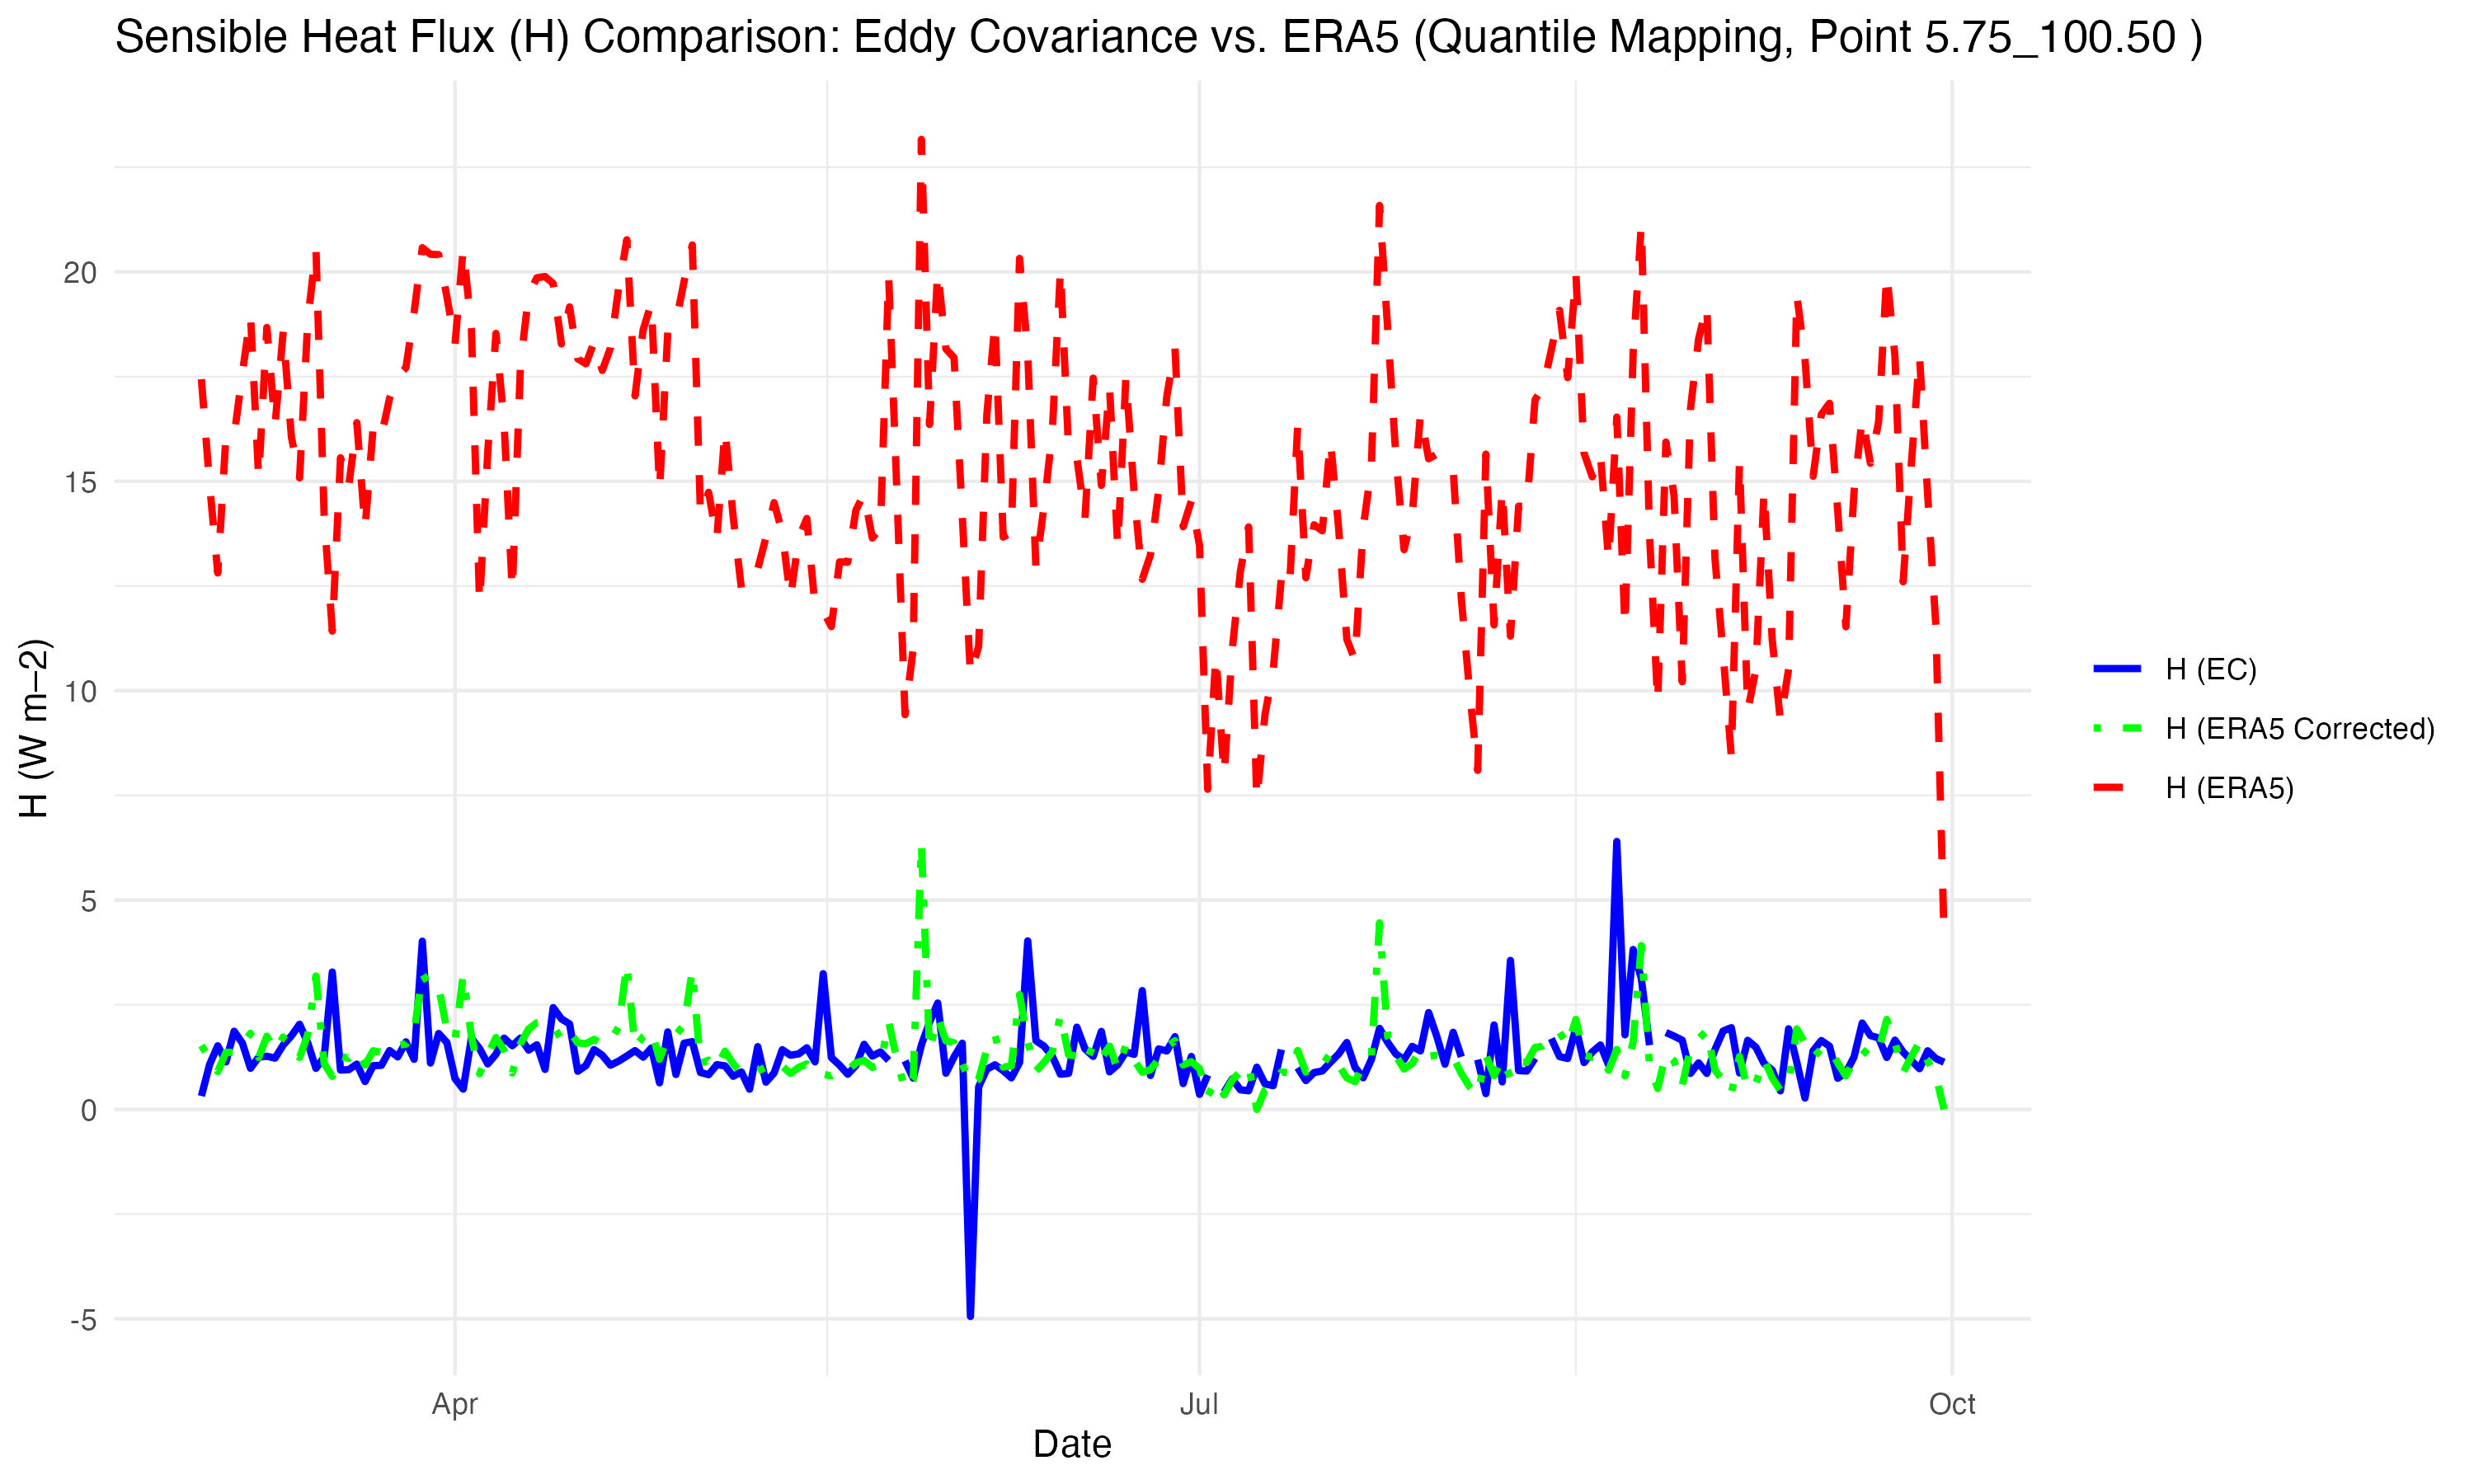 Sensible Heat Flux (H) Comparison: Eddy Covariance vs. ERA5 (Quantile Mapping, Point 5.75_100.50 )
H (W m−2)
20
15
10
5
0
-5
Apr
Jul
Oct
Date
H (EC)
H (ERA5 Corrected)
H (ERA5)